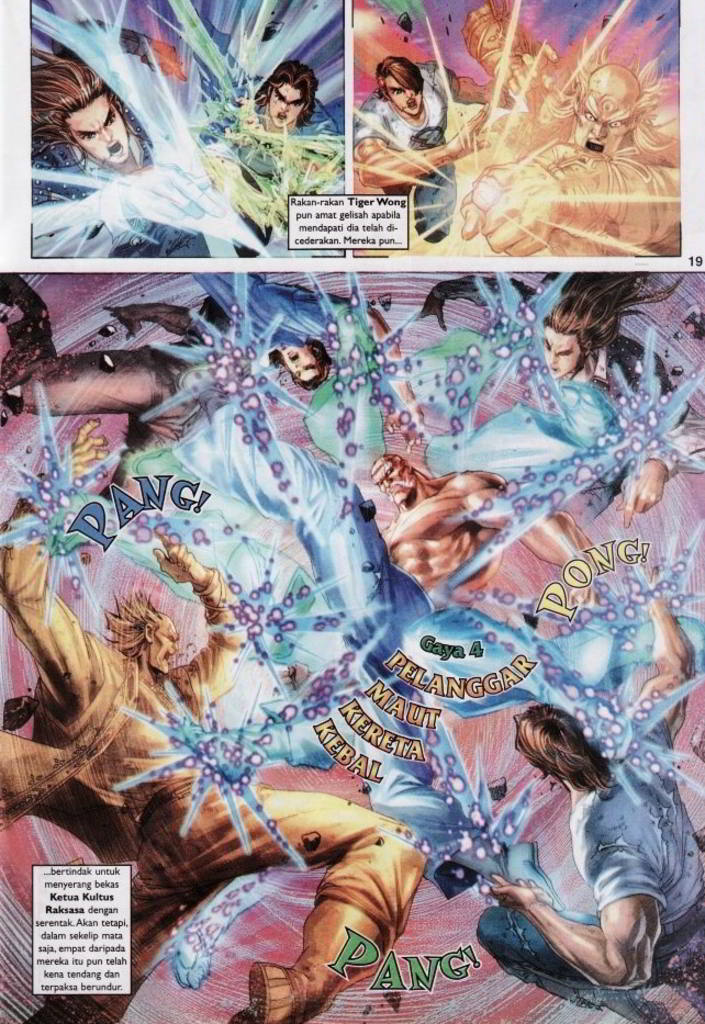 Rakan-rakan Tiger Wong
pun amat gelisah apabila
mendapati dia telah di-
cederakan. Mereka pun...
19
PANG!
PONG!
Gaya 4
PELANGGAR
MAUT
KERETA
KEBAL
...bertindak untuk
menyerang bekas
Ketua Kultus
Raksasa dengan
serentak. Akan tetapi,
dalam sekelip mata
saja, empat daripada
mereka itu pun telah
kena tendang dan
terpaksa berundur.
PANG!